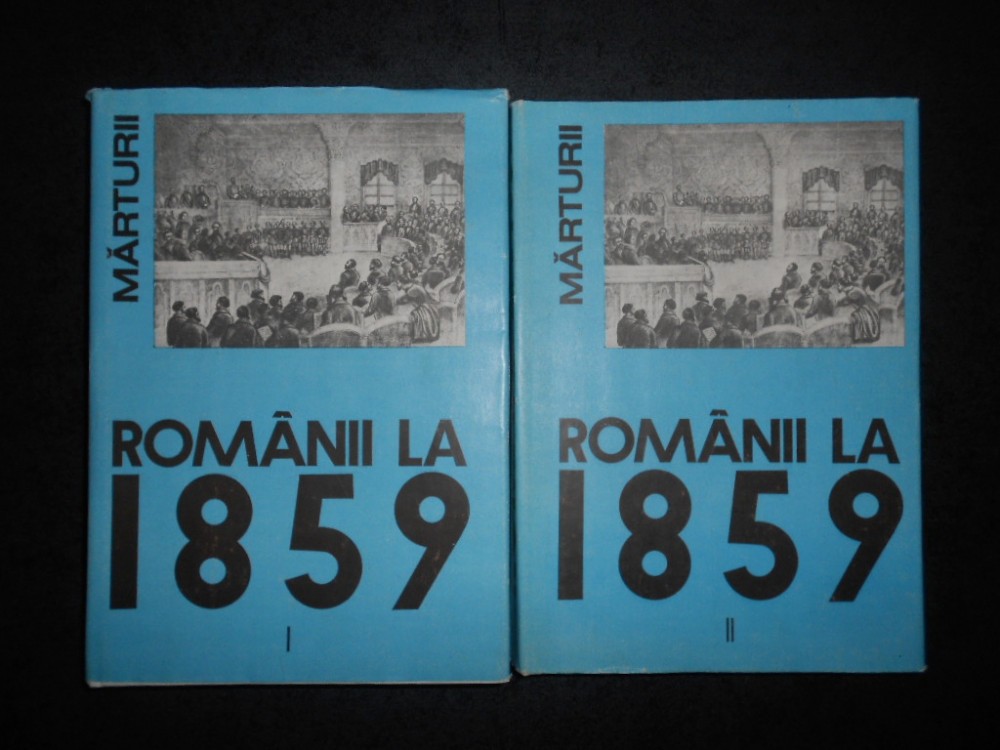 MĂRTURII
ROMÂNII LA
1859
I
MĂRTURII
ROMÂNII LA
1859
II